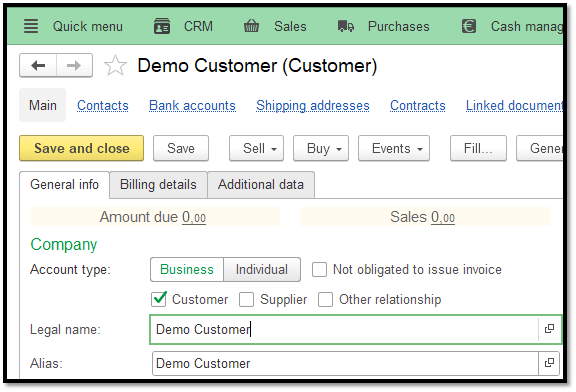 Quick menu CRM Sales Purchases Cash manag
Demo Customer (Customer)
Main Contacts Bank accounts Shipping addresses Contracts Linked document
Save and close Save Sell Buy Events Fill... Gener
General info Billing details Additional data
Amount due 0,00 Sales 0,00
Company
Account type: Business Individual Not obligated to issue invoice
Customer Supplier Other relationship
Legal name: Demo Customer
Alias: Demo Customer